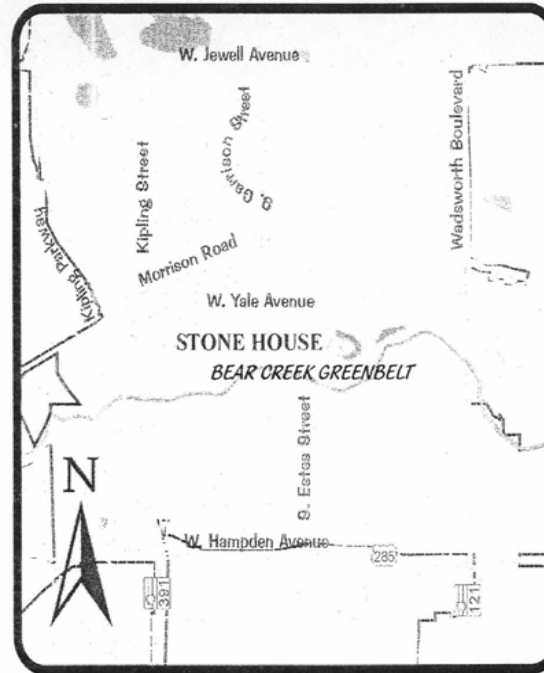 W. Jewell Avenue
S. Garrison Street
Wadsworth Boulevard
Kipling Street
Kipling Parkway
Morrison Road
W. Yale Avenue
STONE HOUSE
BEAR CREEK GREENBELT
S. Estes Street
N
W. Hampden Avenue
285
391
121